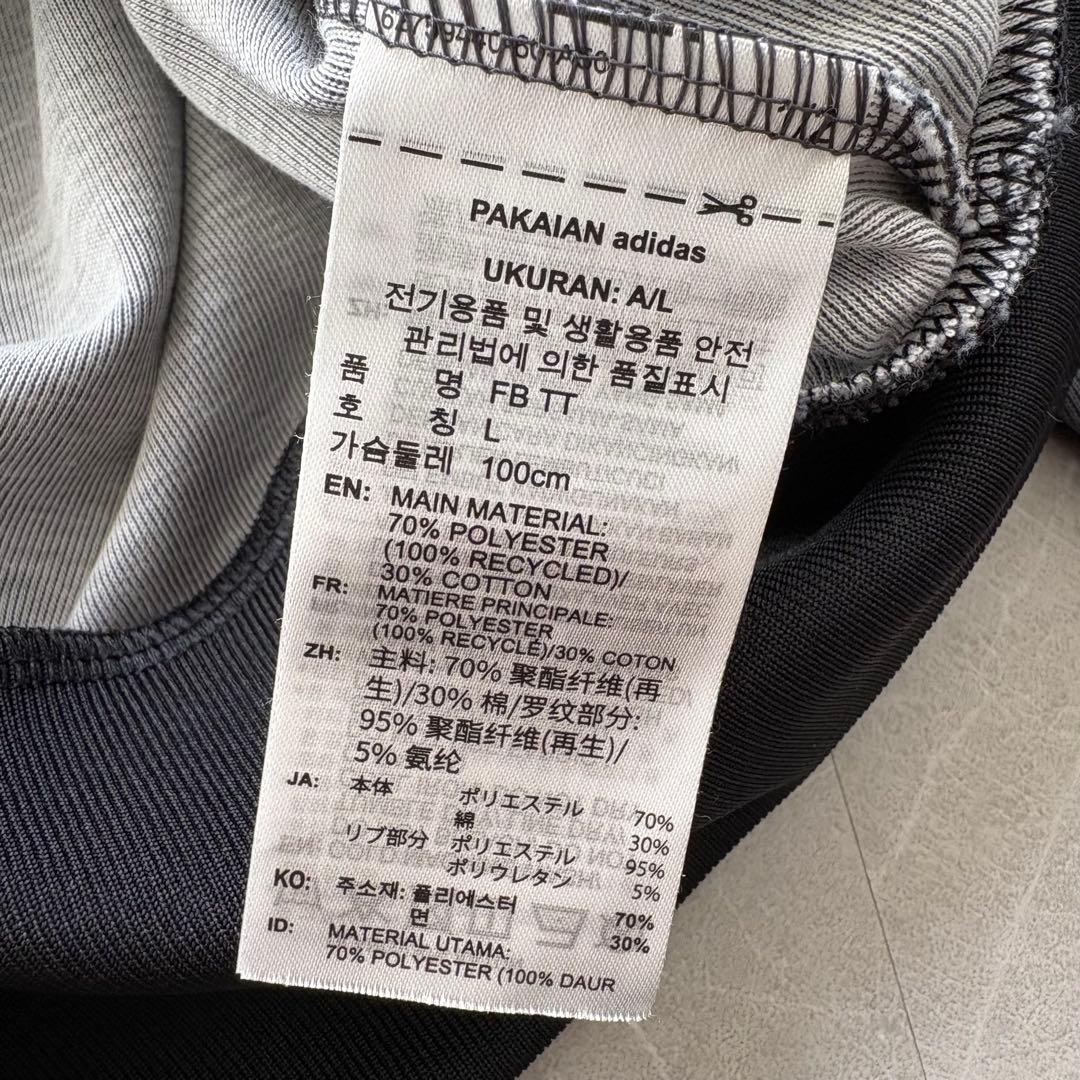 PAKAIAN adidas
UKURAN: A/L
전기용품 및 생활용품 안전
관리법에 의한 품질표시
품 명 FB TT
호 칭 L
가슴둘레 100cm
EN: MAIN MATERIAL:
70% POLYESTER
(100% RECYCLED)/
30% COTTON
FR: MATIERE PRINCIPALE:
70% POLYESTER
(100% RECYCLE)/30% COTON
ZH: 主料: 70% 聚酯纤维(再
生)/30% 棉/罗纹部分:
95% 聚酯纤维(再生)/
5% 氨纶
JA: 本体 ポリエステル 70%
綿 30%
リブ部分 ポリエステル 95%
ポリウレタン 5%
KO: 주소재: 폴리에스터 70%
면 30%
ID: MATERIAL UTAMA:
70% POLYESTER (100% DAUR